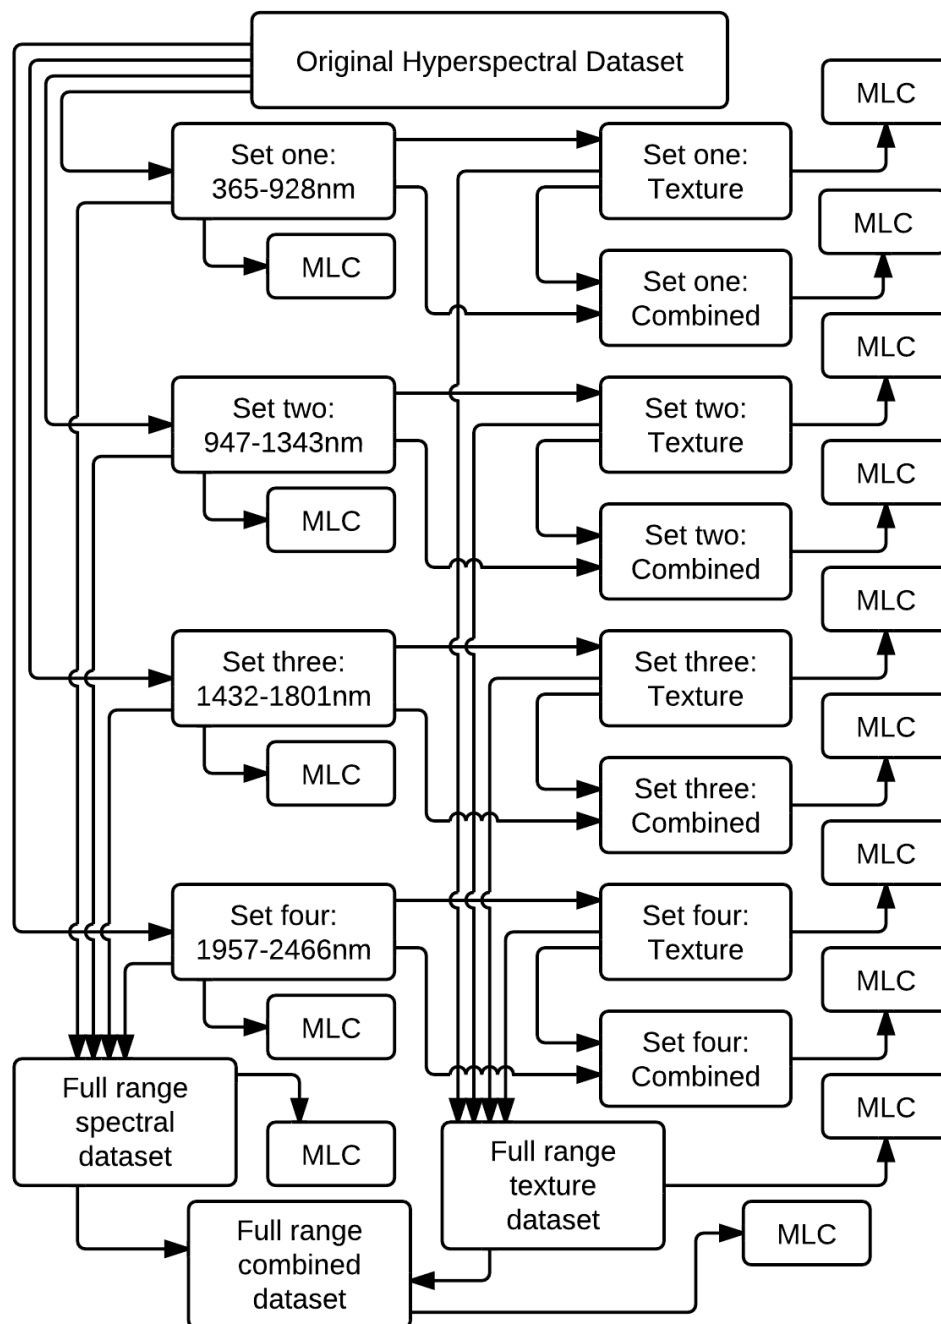 Original Hyperspectral Dataset
MLC
Set one:
365-928nm
Set one:
Texture
MLC
MLC
Set one:
Combined
MLC
Set two:
947-1343nm
Set two:
Texture
MLC
MLC
Set two:
Combined
MLC
Set three:
1432-1801nm
Set three:
Texture
MLC
MLC
Set three:
Combined
MLC
Set four:
1957-2466nm
Set four:
Texture
MLC
MLC
Set four:
Combined
Full range
spectral
dataset
MLC
MLC
Full range
texture
dataset
Full range
combined
dataset
MLC